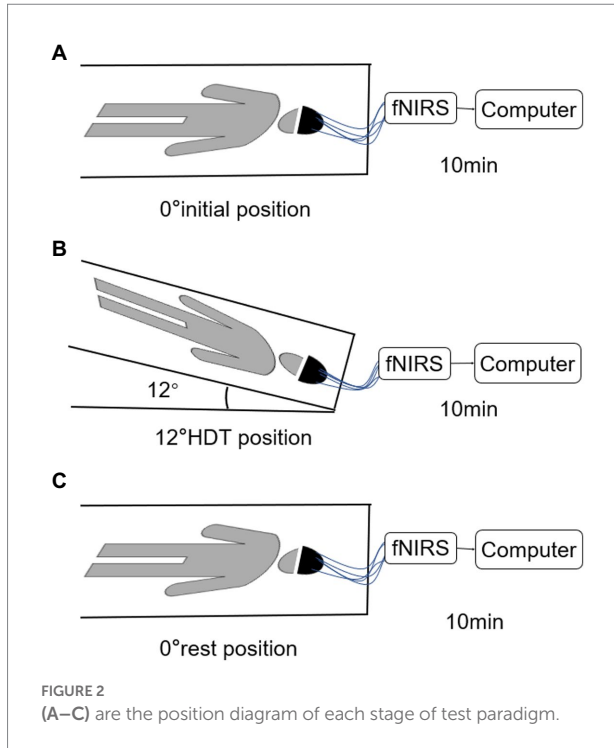 A
fNIRS
Computer
10min
0°initial position
B
fNIRS
Computer
12°
10min
12°HDT position
C
fNIRS
Computer
10min
0°rest position
FIGURE 2
(A–C) are the position diagram of each stage of test paradigm.